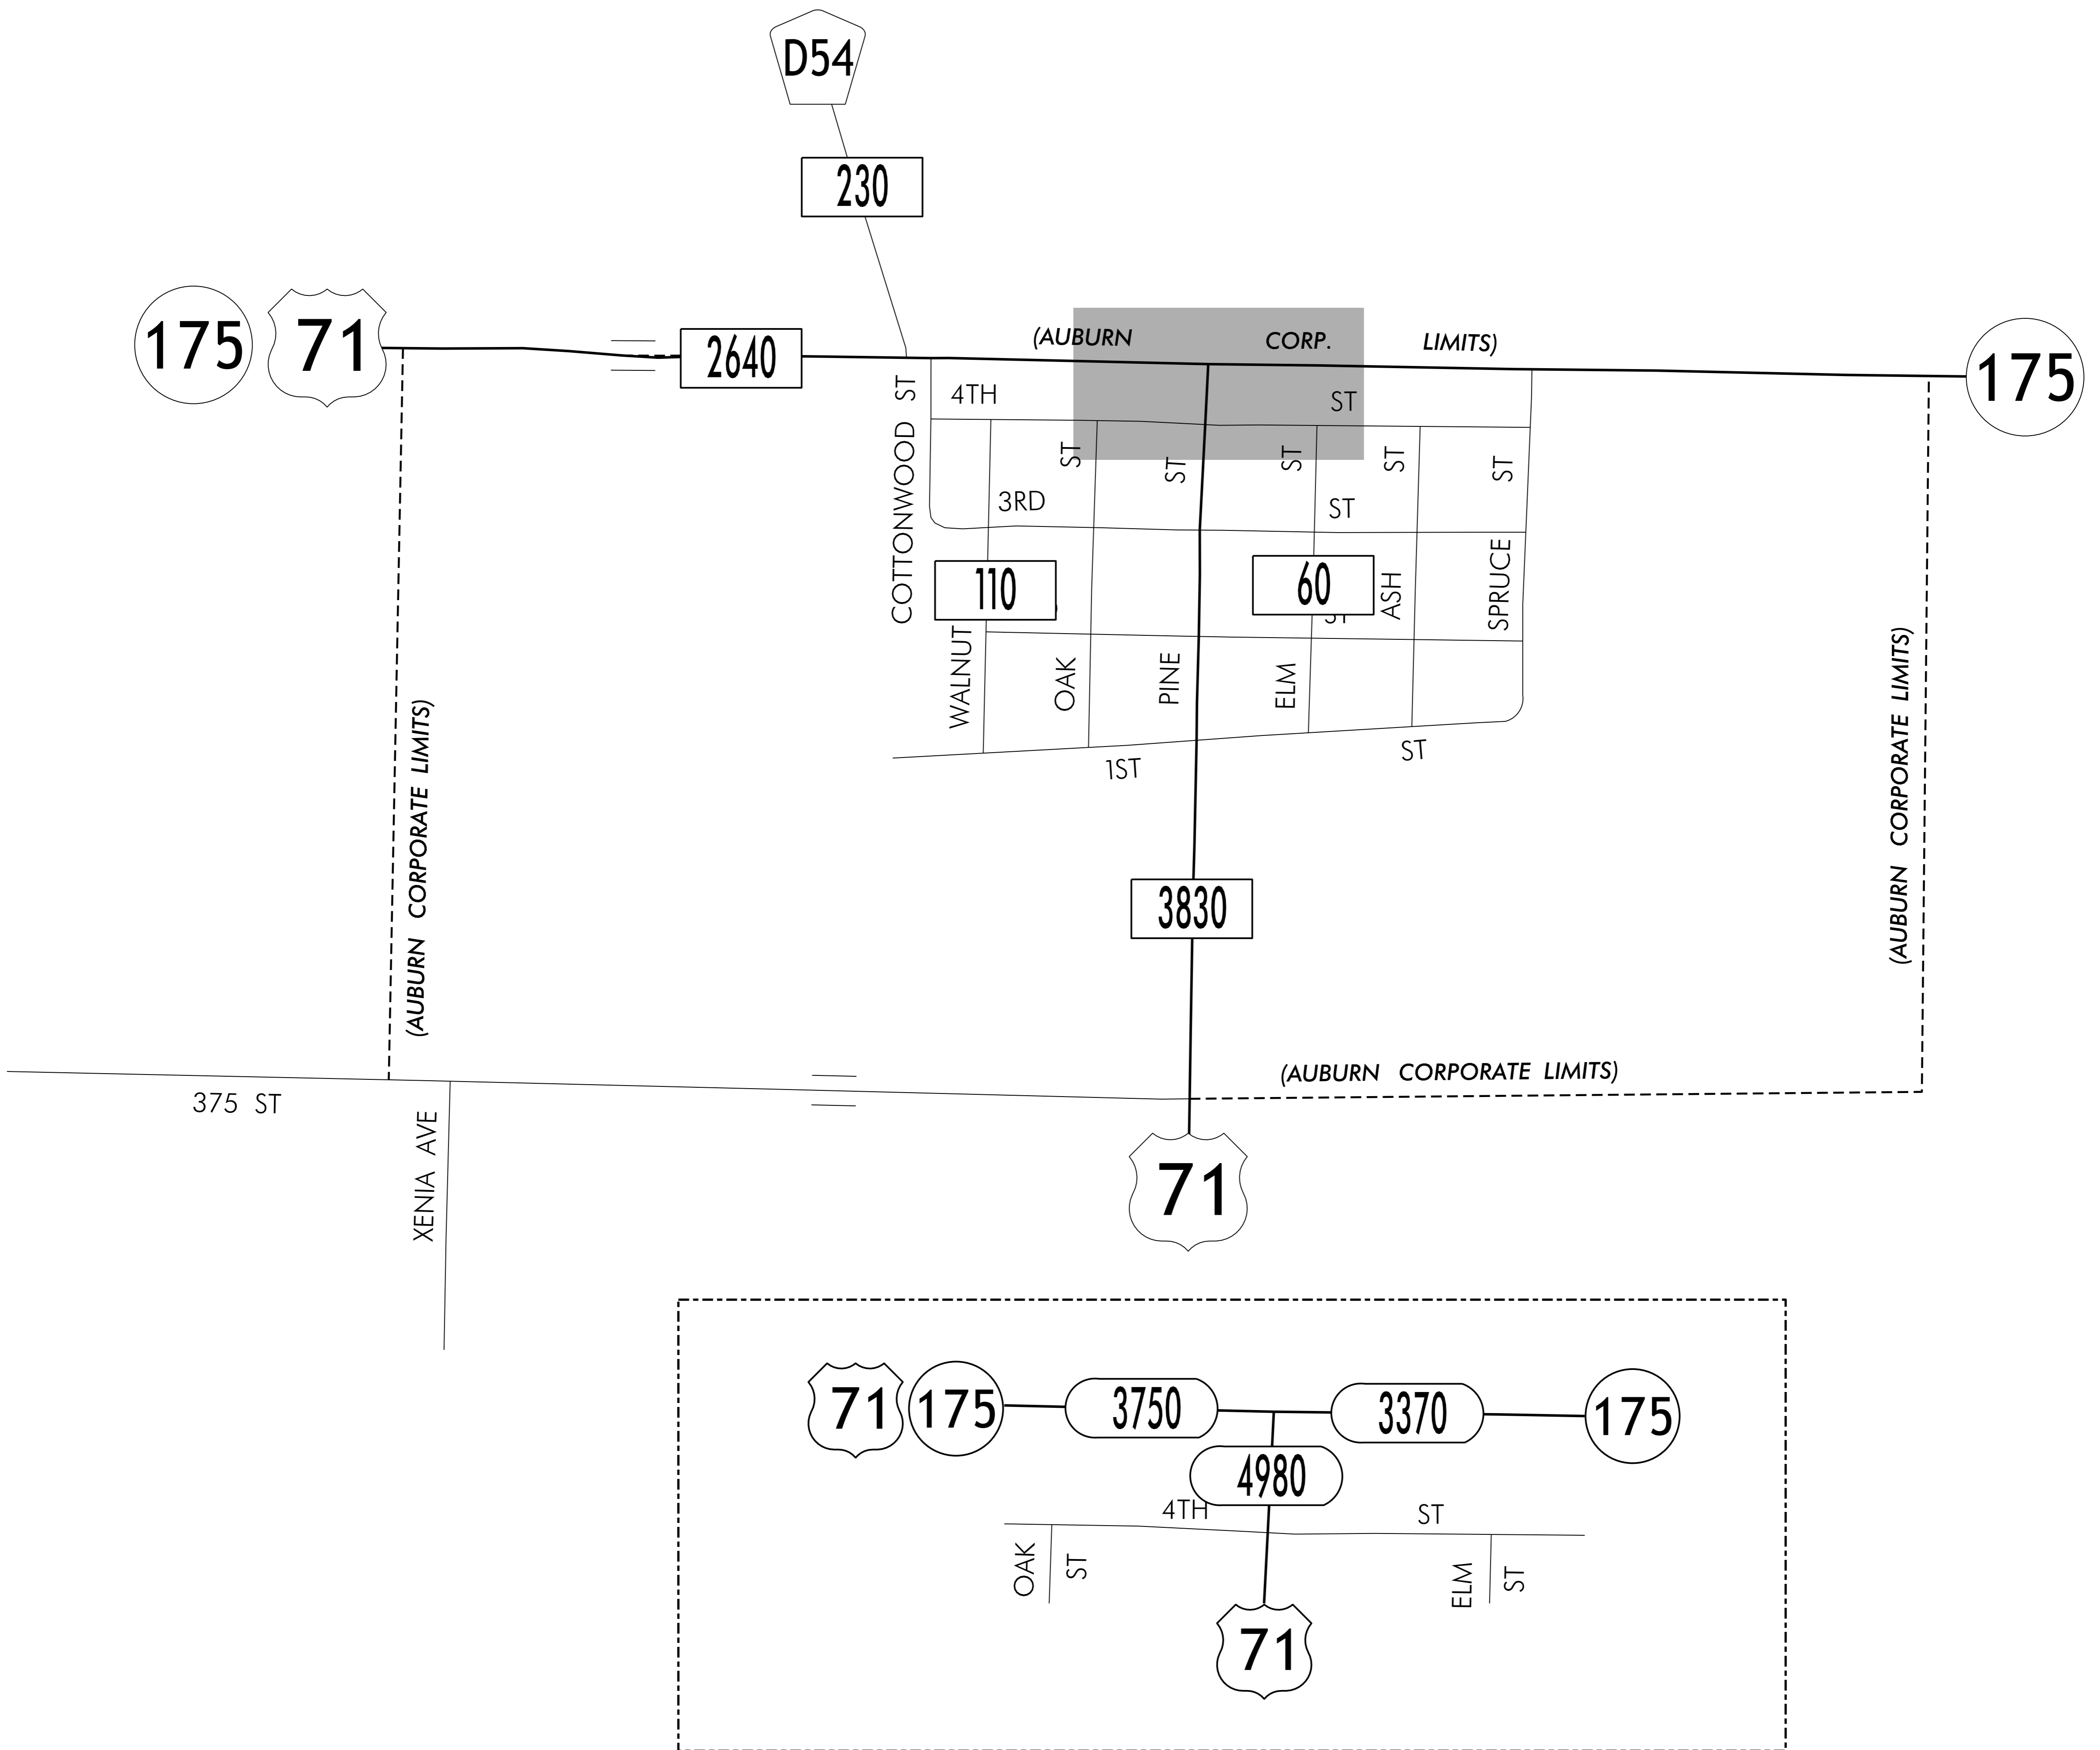 D54
230
175
71
2640
(AUBURN CORP. LIMITS)
175
4TH ST
COTTONWOOD ST
ST
ST
ST
ST
ST
3RD ST
110
60
ST
ASH
SPRUCE
WALNUT
OAK
PINE
ELM
1ST ST
(AUBURN CORPORATE LIMITS)
(AUBURN CORPORATE LIMITS)
3830
(AUBURN CORPORATE LIMITS)
375 ST
XENIA AVE
71
71
175
3750
3370
175
4980
4TH ST
OAK ST
ELM ST
71